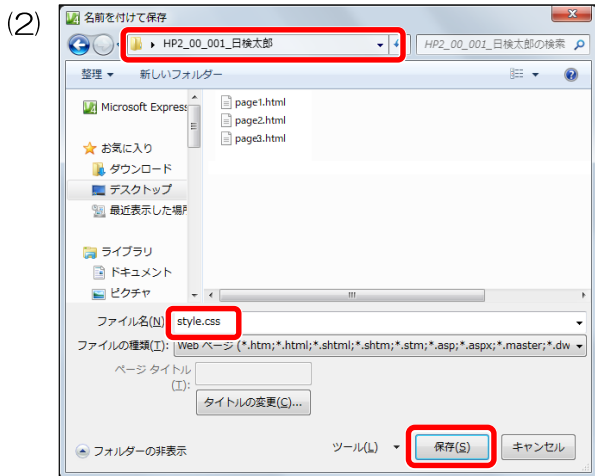 (2)
名前を付けて保存
HP2_00_001_日検太郎
HP2_00_001_日検太郎の検索
整理 新しいフォルダー
Microsoft Express
お気に入り
ダウンロード
デスクトップ
最近表示した場所
ライブラリ
ドキュメント
ピクチャ
page1.html
page2.html
page3.html
ファイル名(N): style.css
ファイルの種類(T): Web ページ (*.htm;*.html;*.shtml;*.shtm;*.stm;*.asp;*.aspx;*.master;*.dw
ページ タイトル
(T):
タイトルの変更(C)...
フォルダーの非表示
ツール(L) 保存(S) キャンセル